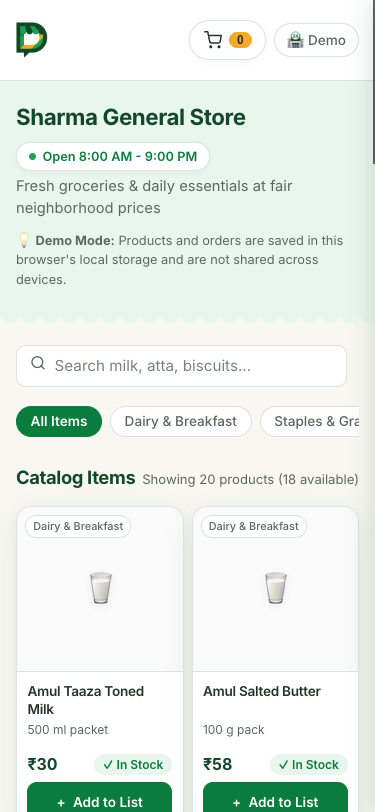 0
Demo
Sharma General Store
Open 8:00 AM - 9:00 PM
Fresh groceries & daily essentials at fair
neighborhood prices
Demo Mode: Products and orders are saved in this
browser's local storage and are not shared across
devices.
Search milk, atta, biscuits...
All Items
Dairy & Breakfast
Staples & Gra
Catalog Items
Showing 20 products (18 available)
Dairy & Breakfast
Dairy & Breakfast
Amul Taaza Toned
Milk
500 ml packet
₹30
✓ In Stock
+ Add to List
Amul Salted Butter
100 g pack
₹58
✓ In Stock
+ Add to List